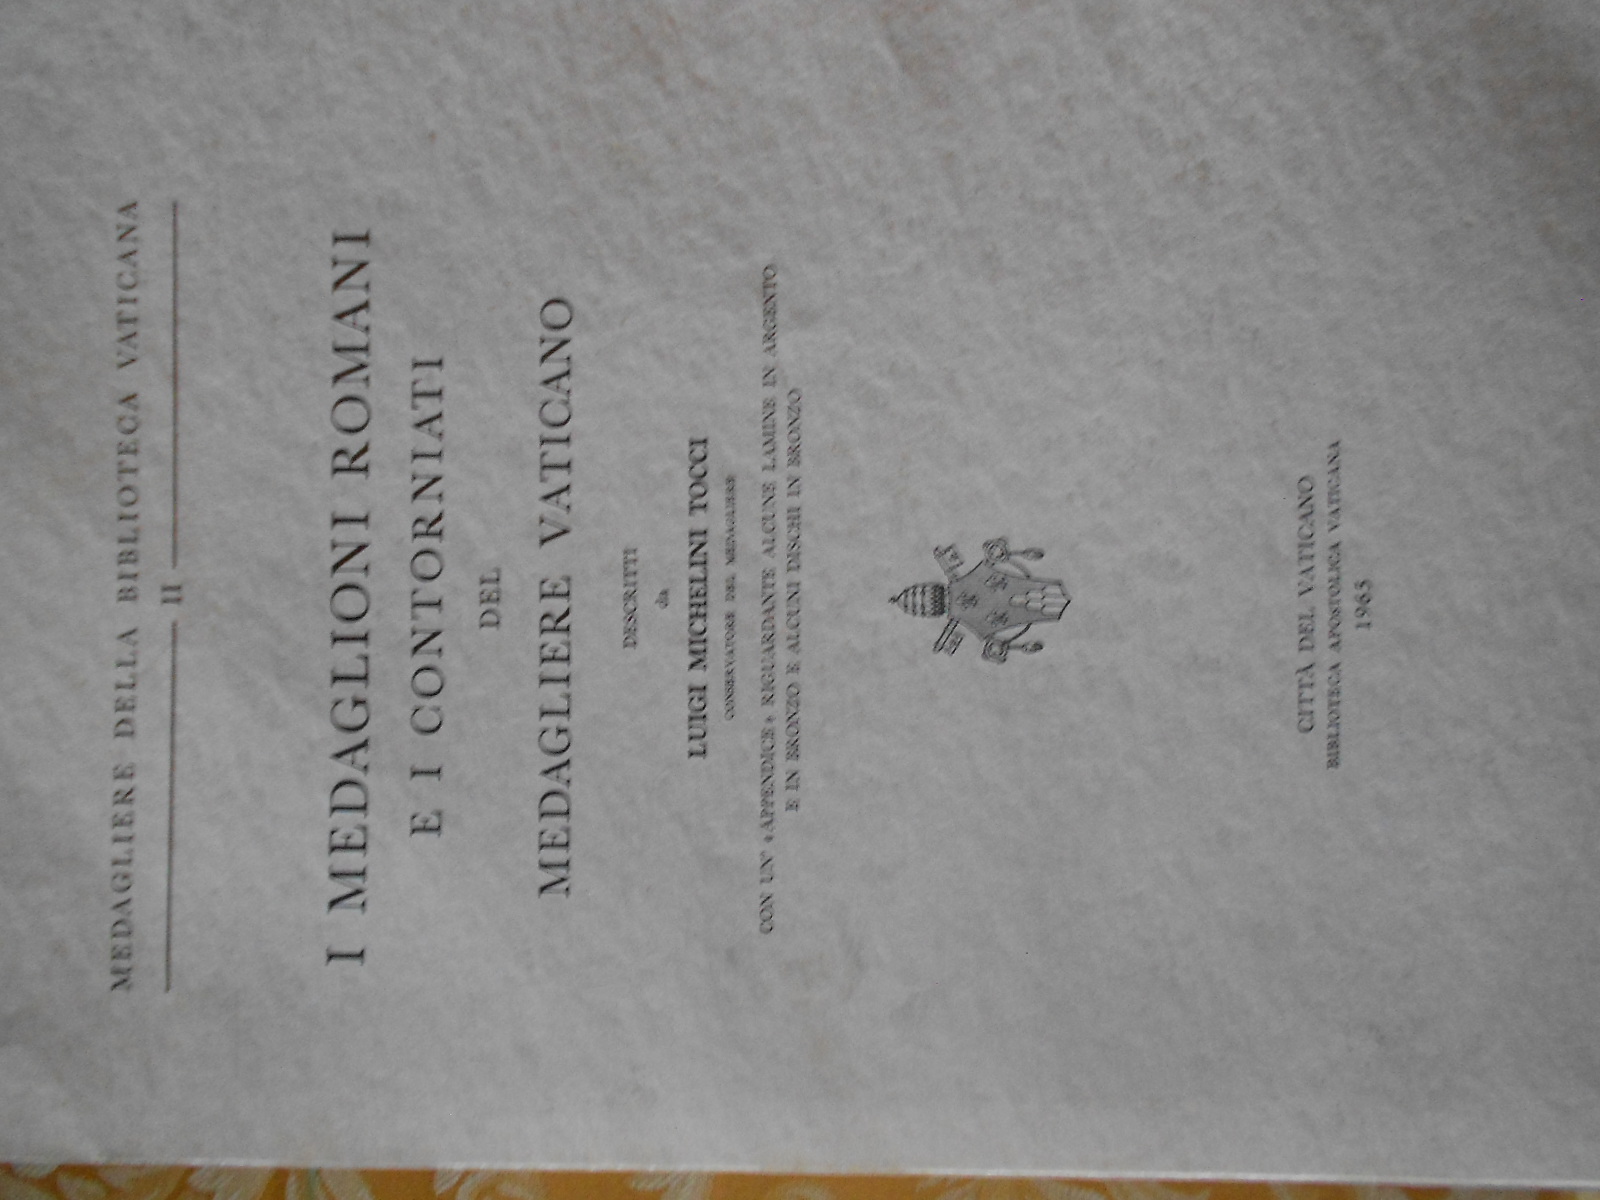 MEDAGLIERE DELLA BIBLIOTECA VATICANA
II
I MEDAGLIONI ROMANI
E I CONTORNIATI
DEL
MEDAGLIERE VATICANO
DESCRITTI
da
LUIGI MICHELINI TOCCI
CONSERVATORE DEL MEDAGLIERE
CON UN' «APPENDICE» RIGUARDANTE ALCUNE LAMINE IN ARGENTO
E IN BRONZO E ALCUNI DISCHI IN BRONZO
CITTÀ DEL VATICANO
BIBLIOTECA APOSTOLICA VATICANA
1965